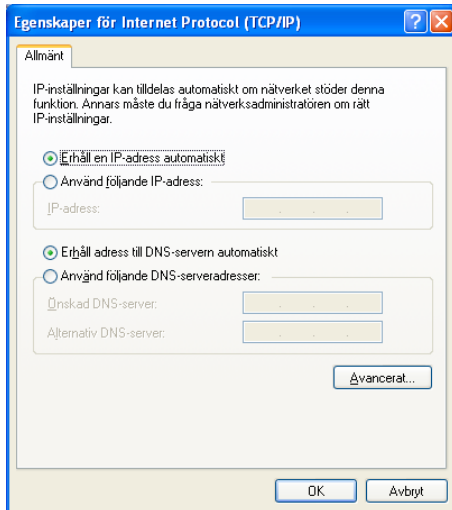 Egenskaper för Internet Protocol (TCP/IP)
Allmänt
IP-inställningar kan tilldelas automatiskt om nätverket stöder denna
funktion. Annars måste du fråga nätverksadministratören om rätt
IP-inställningar.
Erhåll en IP-adress automatiskt
Använd följande IP-adress:
IP-adress:
Erhåll adress till DNS-servern automatiskt
Använd följande DNS-serveradresser:
Önskad DNS-server:
Alternativ DNS-server:
Avancerat...
OK Avbryt